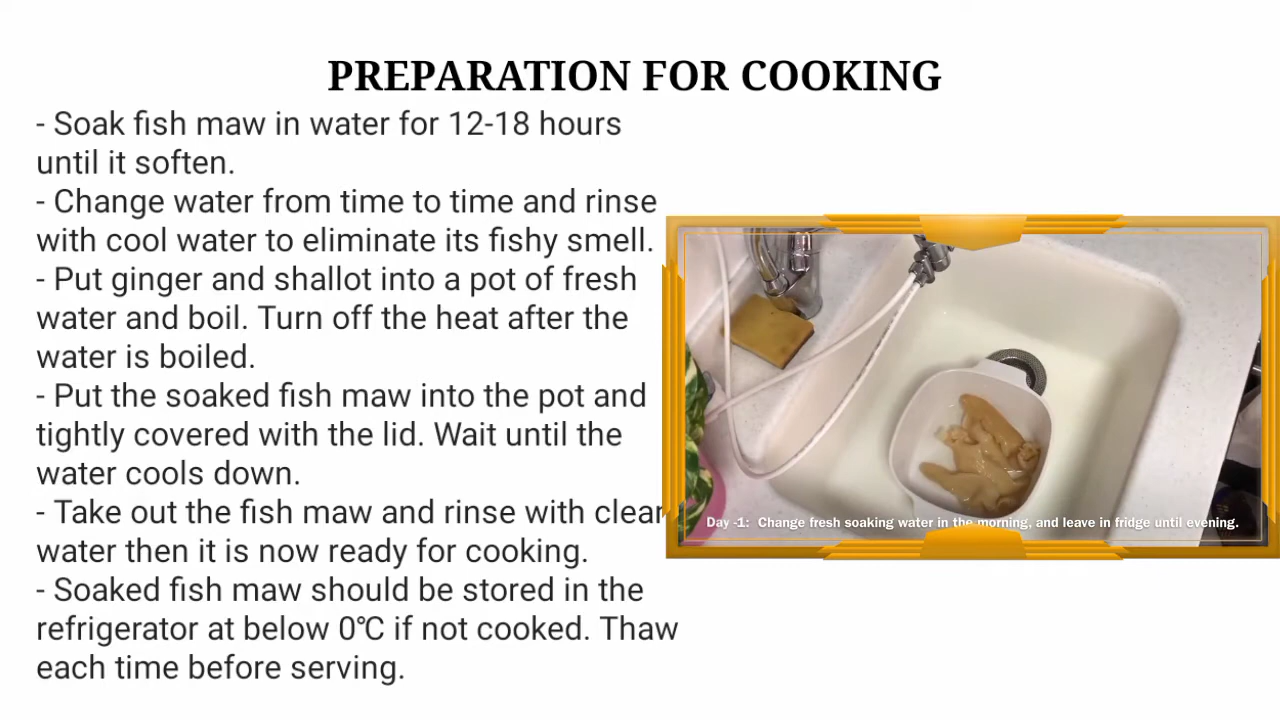 PREPARATION FOR COOKING
- Soak fish maw in water for 12-18 hours
until it soften.
- Change water from time to time and rinse
with cool water to eliminate its fishy smell.
- Put ginger and shallot into a pot of fresh
water and boil. Turn off the heat after the
water is boiled.
- Put the soaked fish maw into the pot and
tightly covered with the lid. Wait until the
water cools down.
- Take out the fish maw and rinse with clear
water then it is now ready for cooking.
- Soaked fish maw should be stored in the
refrigerator at below 0℃ if not cooked. Thaw
each time before serving.
Day -1: Change fresh soaking water in the morning, and leave in fridge until evening.